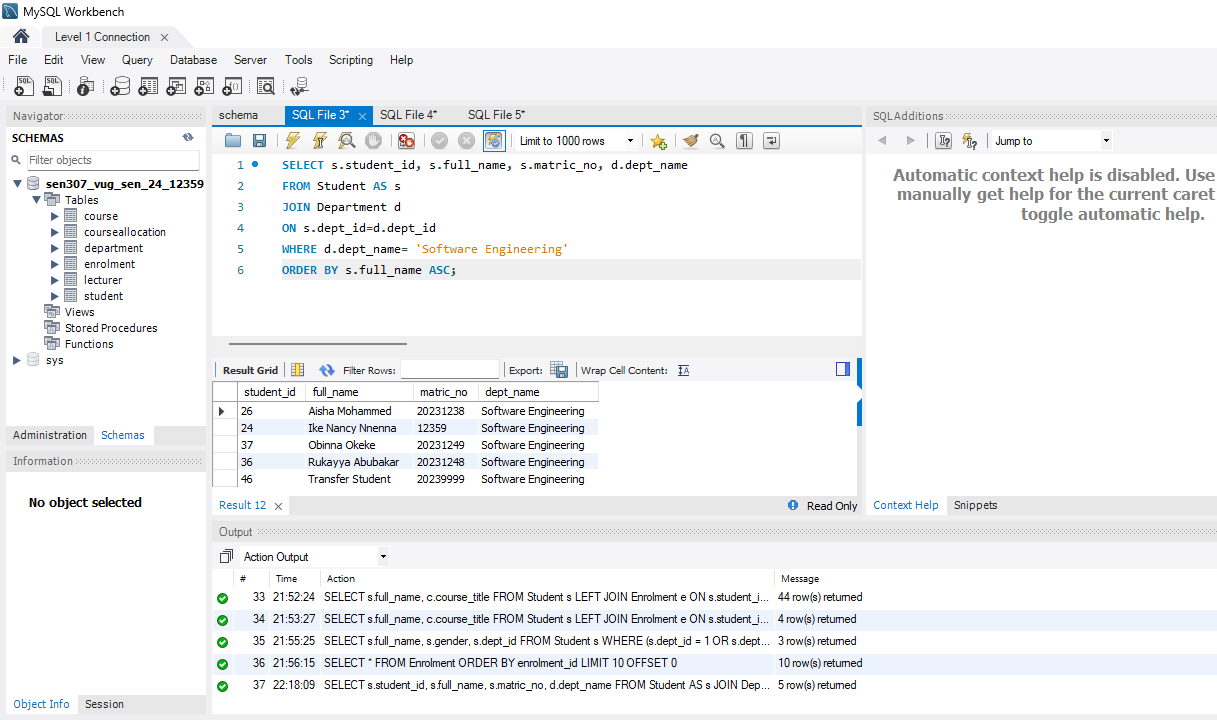 MySQL Workbench
Level 1 Connection
File Edit View Query Database Server Tools Scripting Help
Navigator
SCHEMAS
Filter objects
sen307_vug_sen_24_12359
Tables
course
courseallocation
department
enrolment
lecturer
student
Views
Stored Procedures
Functions
sys
Administration Schemas
Information
No object selected
Object Info Session
schema SQL File 3* SQL File 4* SQL File 5*
Limit to 1000 rows
1 SELECT s.student_id, s.full_name, s.matric_no, d.dept_name
2 FROM Student AS s
3 JOIN Department d
4 ON s.dept_id=d.dept_id
5 WHERE d.dept_name= 'Software Engineering'
6 ORDER BY s.full_name ASC;
Result Grid Filter Rows: Export: Wrap Cell Content:
student_id full_name matric_no dept_name
26 Aisha Mohammed 20231238 Software Engineering
24 Ike Nancy Nnenna 12359 Software Engineering
37 Obinna Okeke 20231249 Software Engineering
36 Rukayya Abubakar 20231248 Software Engineering
46 Transfer Student 20239999 Software Engineering
Result 12 Read Only
SQLAdditions
Jump to
Automatic context help is disabled. Use
manually get help for the current caret
toggle automatic help.
Context Help Snippets
Output
Action Output
# Time Action Message
33 21:52:24 SELECT s.full_name, c.course_title FROM Student s LEFT JOIN Enrolment e ON s.student_i... 44 row(s) returned
34 21:53:27 SELECT s.full_name, c.course_title FROM Student s LEFT JOIN Enrolment e ON s.student_i... 4 row(s) returned
35 21:55:25 SELECT s.full_name, s.gender, s.dept_id FROM Student s WHERE (s.dept_id = 1 OR s.dept... 3 row(s) returned
36 21:56:15 SELECT * FROM Enrolment ORDER BY enrolment_id LIMIT 10 OFFSET 0 10 row(s) returned
37 22:18:09 SELECT s.student_id, s.full_name, s.matric_no, d.dept_name FROM Student AS s JOIN Dep... 5 row(s) returned